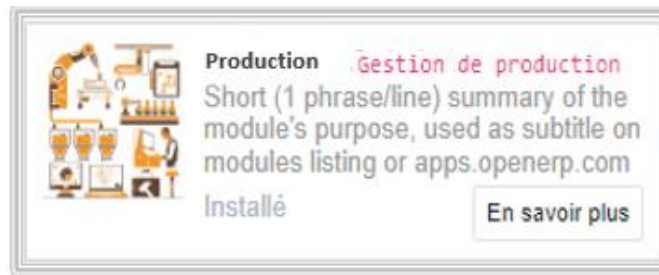 Production Gestion de production
Short (1 phrase/line) summary of the
module's purpose, used as subtitle on
modules listing or apps.openerp.com
Installé
En savoir plus